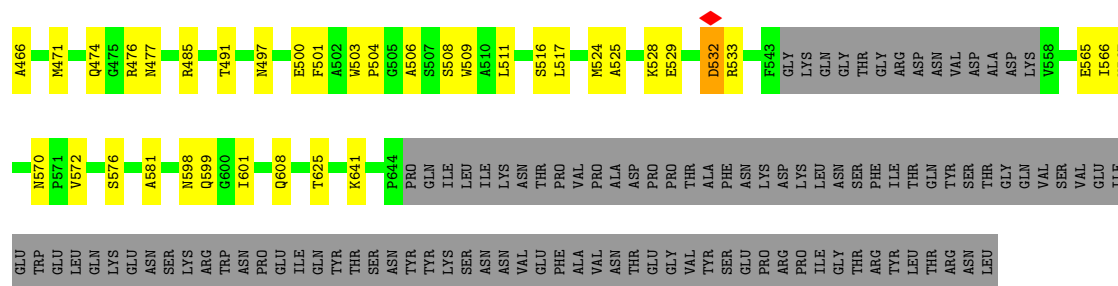 A466 M471 Q474 G475 R476 N477 R485 T491 N497 E500 F501 A502 W503 P504 G505 A506 S507 S508 W509 A510 L511 S516 L517 M524 A525 K528 E529 D532 R533 F543 GLY LYS GLN GLY THR GLY ARG ASP ASN VAL ASP ALA ASP LYS V558 E565 I566
N570 P571 V572 S576 A581 N598 Q599 G600 I601 Q608 T625 K641 P644 PRO GLN ILE LEU ILE LYS ASN THR PRO VAL PRO ALA ASP PRO PRO THR ALA PHE ASN LYS ASP LYS LEU ASN SER PHE ILE THR GLN TYR SER THR GLY GLN VAL SER VAL GLU ILE
GLU TRP GLU LEU GLN LYS GLU ASN SER LYS ARG TRP ASN PRO GLU ILE GLN TYR THR SER ASN TYR TYR LYS SER ASN ASN VAL GLU PHE ALA VAL ASN THR GLU GLY VAL TYR SER GLU PRO ARG PRO ILE GLY THR ARG TYR LEU THR ARG ASN LEU